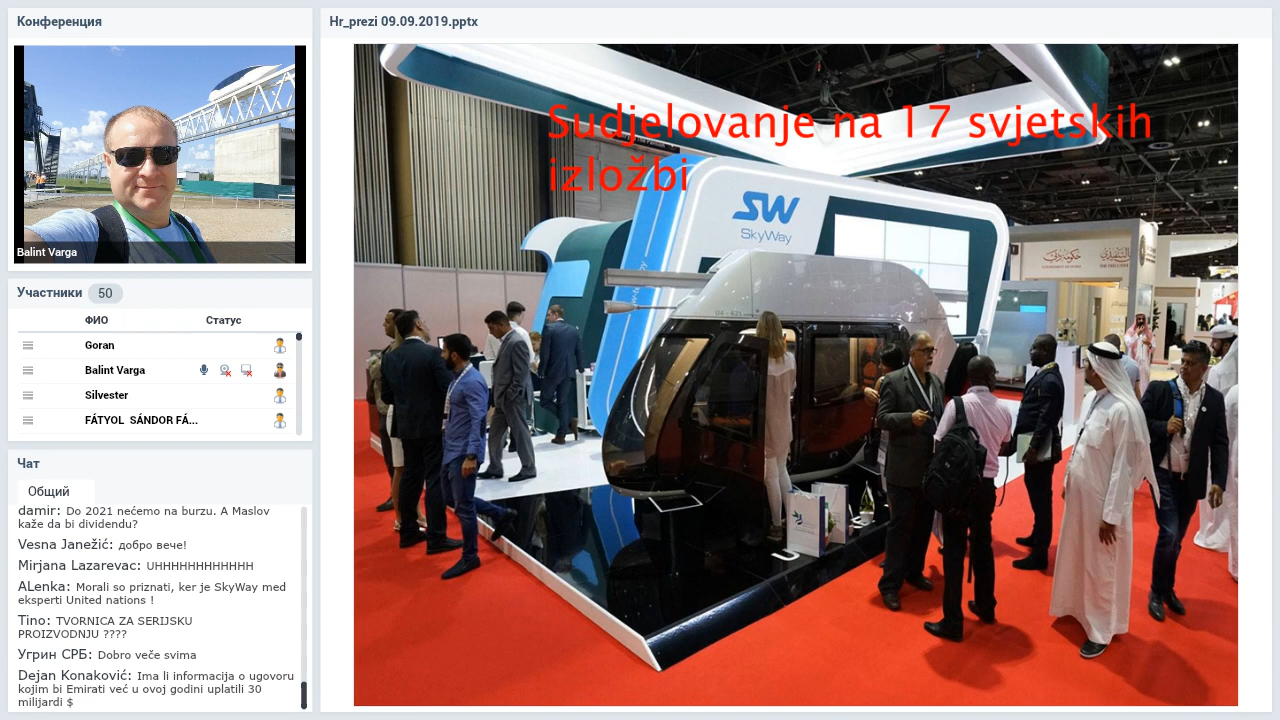 Конференция
Balint Varga
Участники 50
ФИО Статус
Goran
Balint Varga
Silvester
FÁTYOL SÁNDOR FÁ...
Чат
Общий
damir: Do 2021 nećemo na burzu. A Maslov
kaže da bi dividendu?
Vesna Janežić: добро вече!
Mirjana Lazarevac: UHHHHHHHHHHHH
ALenka: Morali so priznati, ker je SkyWay med
eksperti United nations !
Tino: TVORNICA ZA SERIJSKU
PROIZVODNJU ????
Угрин СРБ: Dobro veče svima
Dejan Konaković: Ima li informacija o ugovoru
kojim bi Emirati već u ovoj godini uplatili 30
milijardi $
Hr_prezi 09.09.2019.pptx
Sudjelovanje na 17 svjetskih
izložbi
SW
SkyWay
U4-621